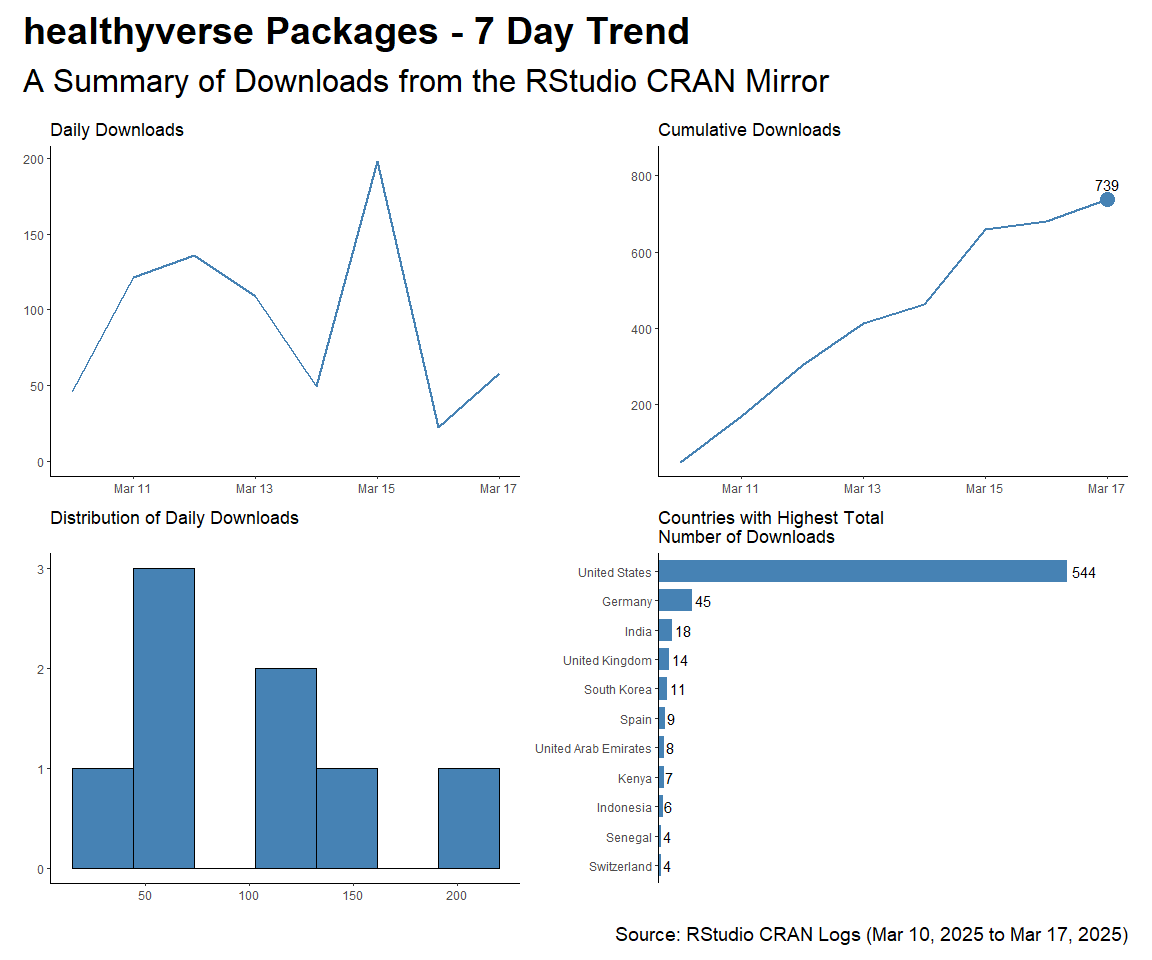 healthyverse Packages - 7 Day Trend
A Summary of Downloads from the RStudio CRAN Mirror
Daily Downloads
200
150
100
50
0
Mar 11 Mar 13 Mar 15 Mar 17
Cumulative Downloads
800
600
400
200
739
Mar 11 Mar 13 Mar 15 Mar 17
Distribution of Daily Downloads
3
2
1
0
50 100 150 200
Countries with Highest Total
Number of Downloads
United States 544
Germany 45
India 18
United Kingdom 14
South Korea 11
Spain 9
United Arab Emirates 8
Kenya 7
Indonesia 6
Senegal 4
Switzerland 4
Source: RStudio CRAN Logs (Mar 10, 2025 to Mar 17, 2025)